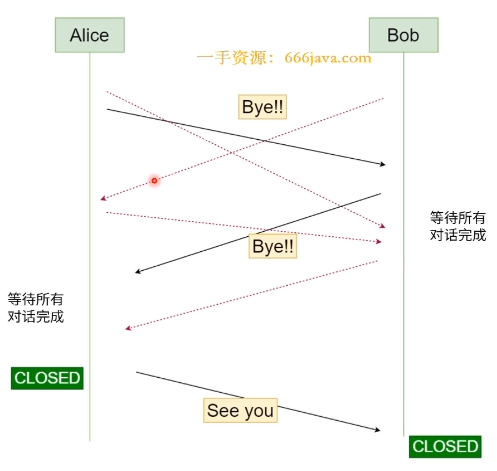 Alice
Bob
一手资源：666java.com
Bye!!
等待所有
对话完成
Bye!!
等待所有
对话完成
CLOSED
See you
CLOSED